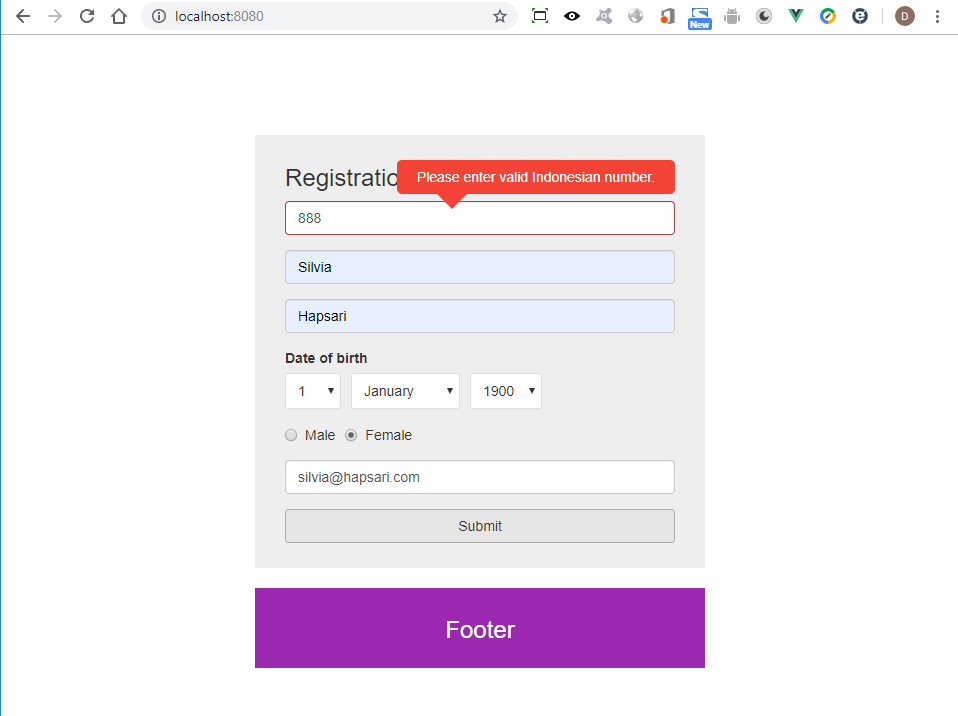 localhost:8080
New
D
Registratio
Please enter valid Indonesian number.
888
Silvia
Hapsari
Date of birth
1 January 1900
Male Female
silvia@hapsari.com
Submit
Footer